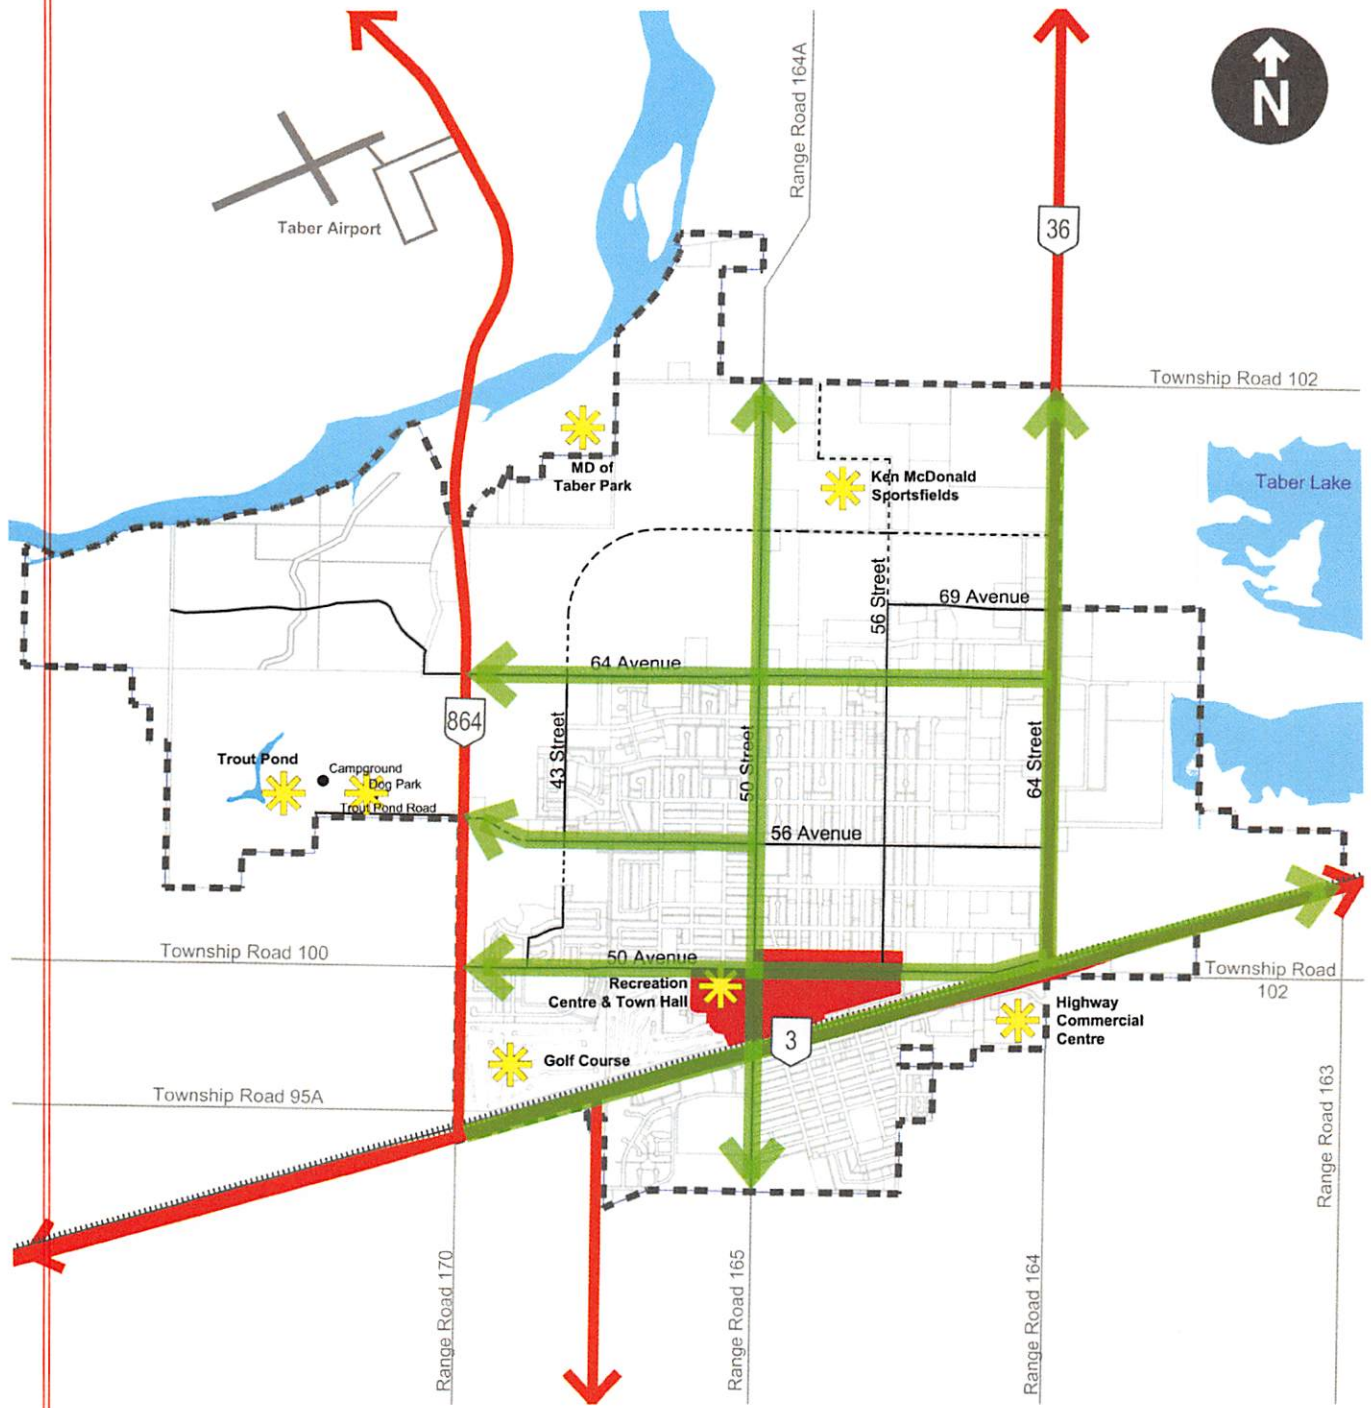 Range Road 164A
N
36
Taber Airport
Township Road 102
MD of
Taber Park
Ken McDonald
Sportsfields
Taber Lake
56 Street
69 Avenue
64 Avenue
864
43 Street
50 Street
64 Street
Trout Pond
Campground
Dog Park
Trout Pond Road
56 Avenue
Township Road 100
50 Avenue
Recreation
Centre & Town Hall
Township Road
102
Highway
Commercial
Centre
3
Golf Course
Township Road 95A
Range Road 163
Range Road 170
Range Road 165
Range Road 164